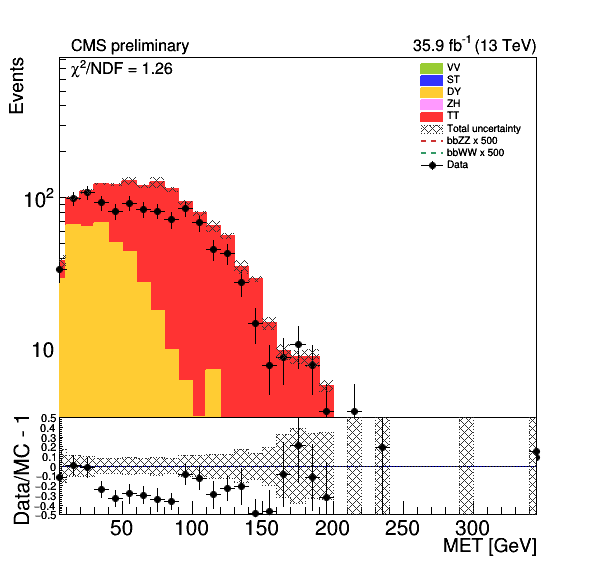 CMS preliminary
35.9 fb⁻¹ (13 TeV)
χ²/NDF = 1.26
VV
ST
DY
ZH
TT
Total uncertainty
bbZZ x 500
bbWW x 500
Data
Events
10²
10
Data/MC - 1
0.5
0.4
0.3
0.2
0.1
0
-0.1
-0.2
-0.3
-0.4
-0.5
50 100 150 200 250 300
MET [GeV]